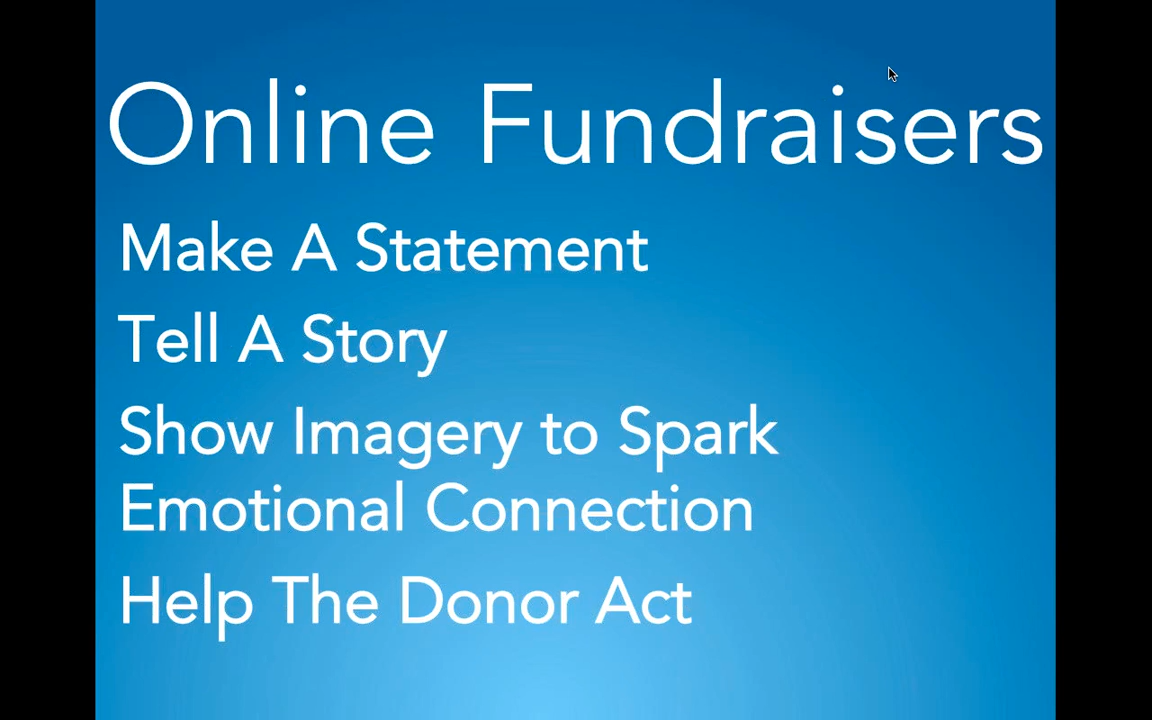 Online Fundraisers
Make A Statement
Tell A Story
Show Imagery to Spark
Emotional Connection
Help The Donor Act